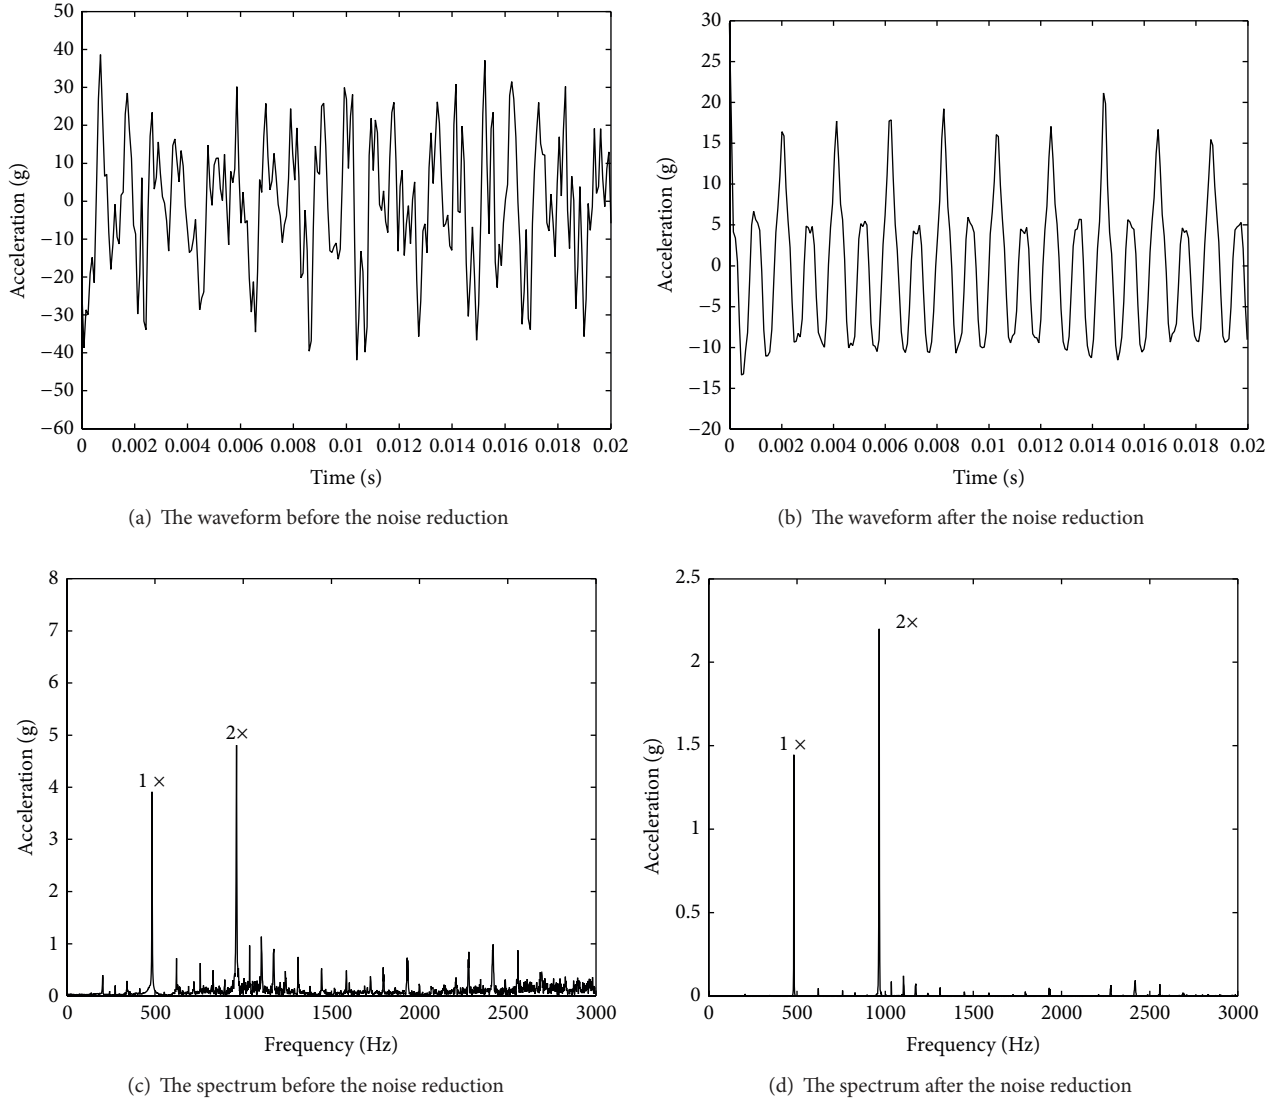 50
40
30
20
10
0
−10
−20
−30
−40
−50
−60
Acceleration (g)
0 0.002 0.004 0.006 0.008 0.01 0.012 0.014 0.016 0.018 0.02
Time (s)
(a) The waveform before the noise reduction
30
25
20
15
10
5
0
−5
−10
−15
−20
Acceleration (g)
0 0.002 0.004 0.006 0.008 0.01 0.012 0.014 0.016 0.018 0.02
Time (s)
(b) The waveform after the noise reduction
8
7
6
5
4
3
2
1
0
Acceleration (g)
1 ×
2×
0 500 1000 1500 2000 2500 3000
Frequency (Hz)
(c) The spectrum before the noise reduction
2.5
2
1.5
1
0.5
0
Acceleration (g)
1 ×
2×
0 500 1000 1500 2000 2500 3000
Frequency (Hz)
(d) The spectrum after the noise reduction